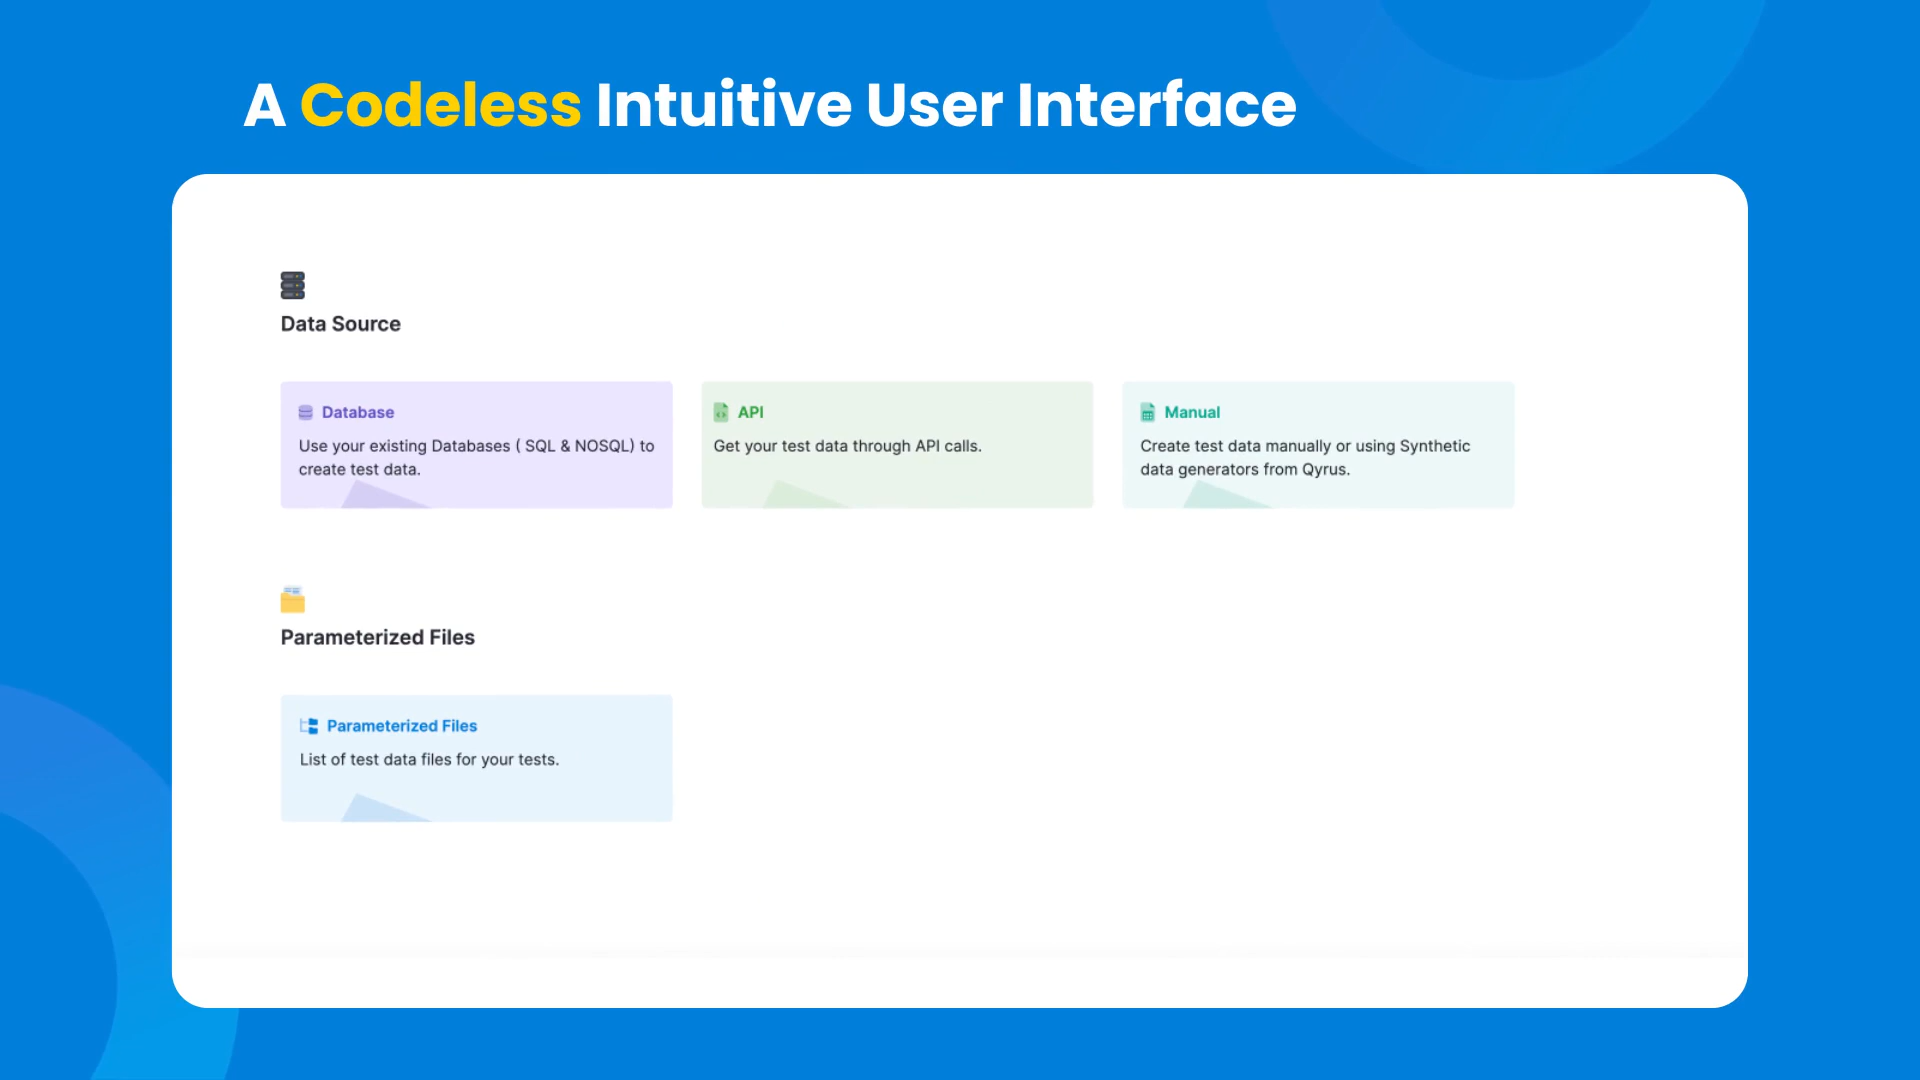 A Codeless Intuitive User Interface
Data Source
Database
Use your existing Databases ( SQL & NOSQL) to
create test data.
API
Get your test data through API calls.
Manual
Create test data manually or using Synthetic
data generators from Qyrus.
Parameterized Files
Parameterized Files
List of test data files for your tests.